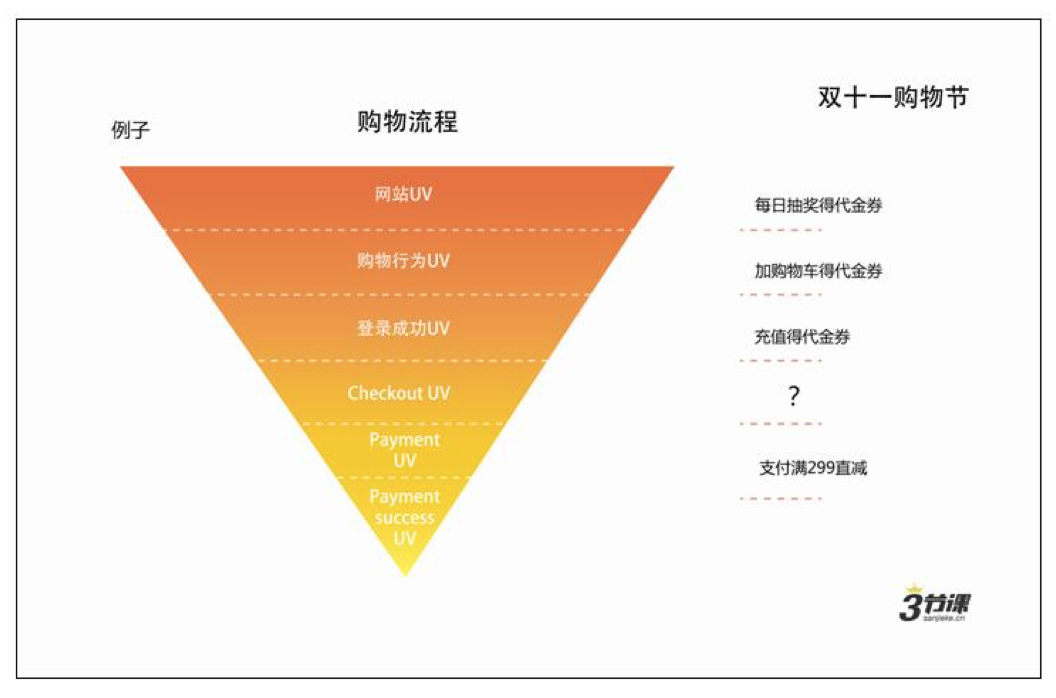 双十一购物节
例子
购物流程
网站UV
每日抽奖得代金券
购物行为UV
加购物车得代金券
登录成功UV
充值得代金券
Checkout UV
?
Payment
UV
支付满299直减
Payment
success
UV
3节课
sanjieke.cn